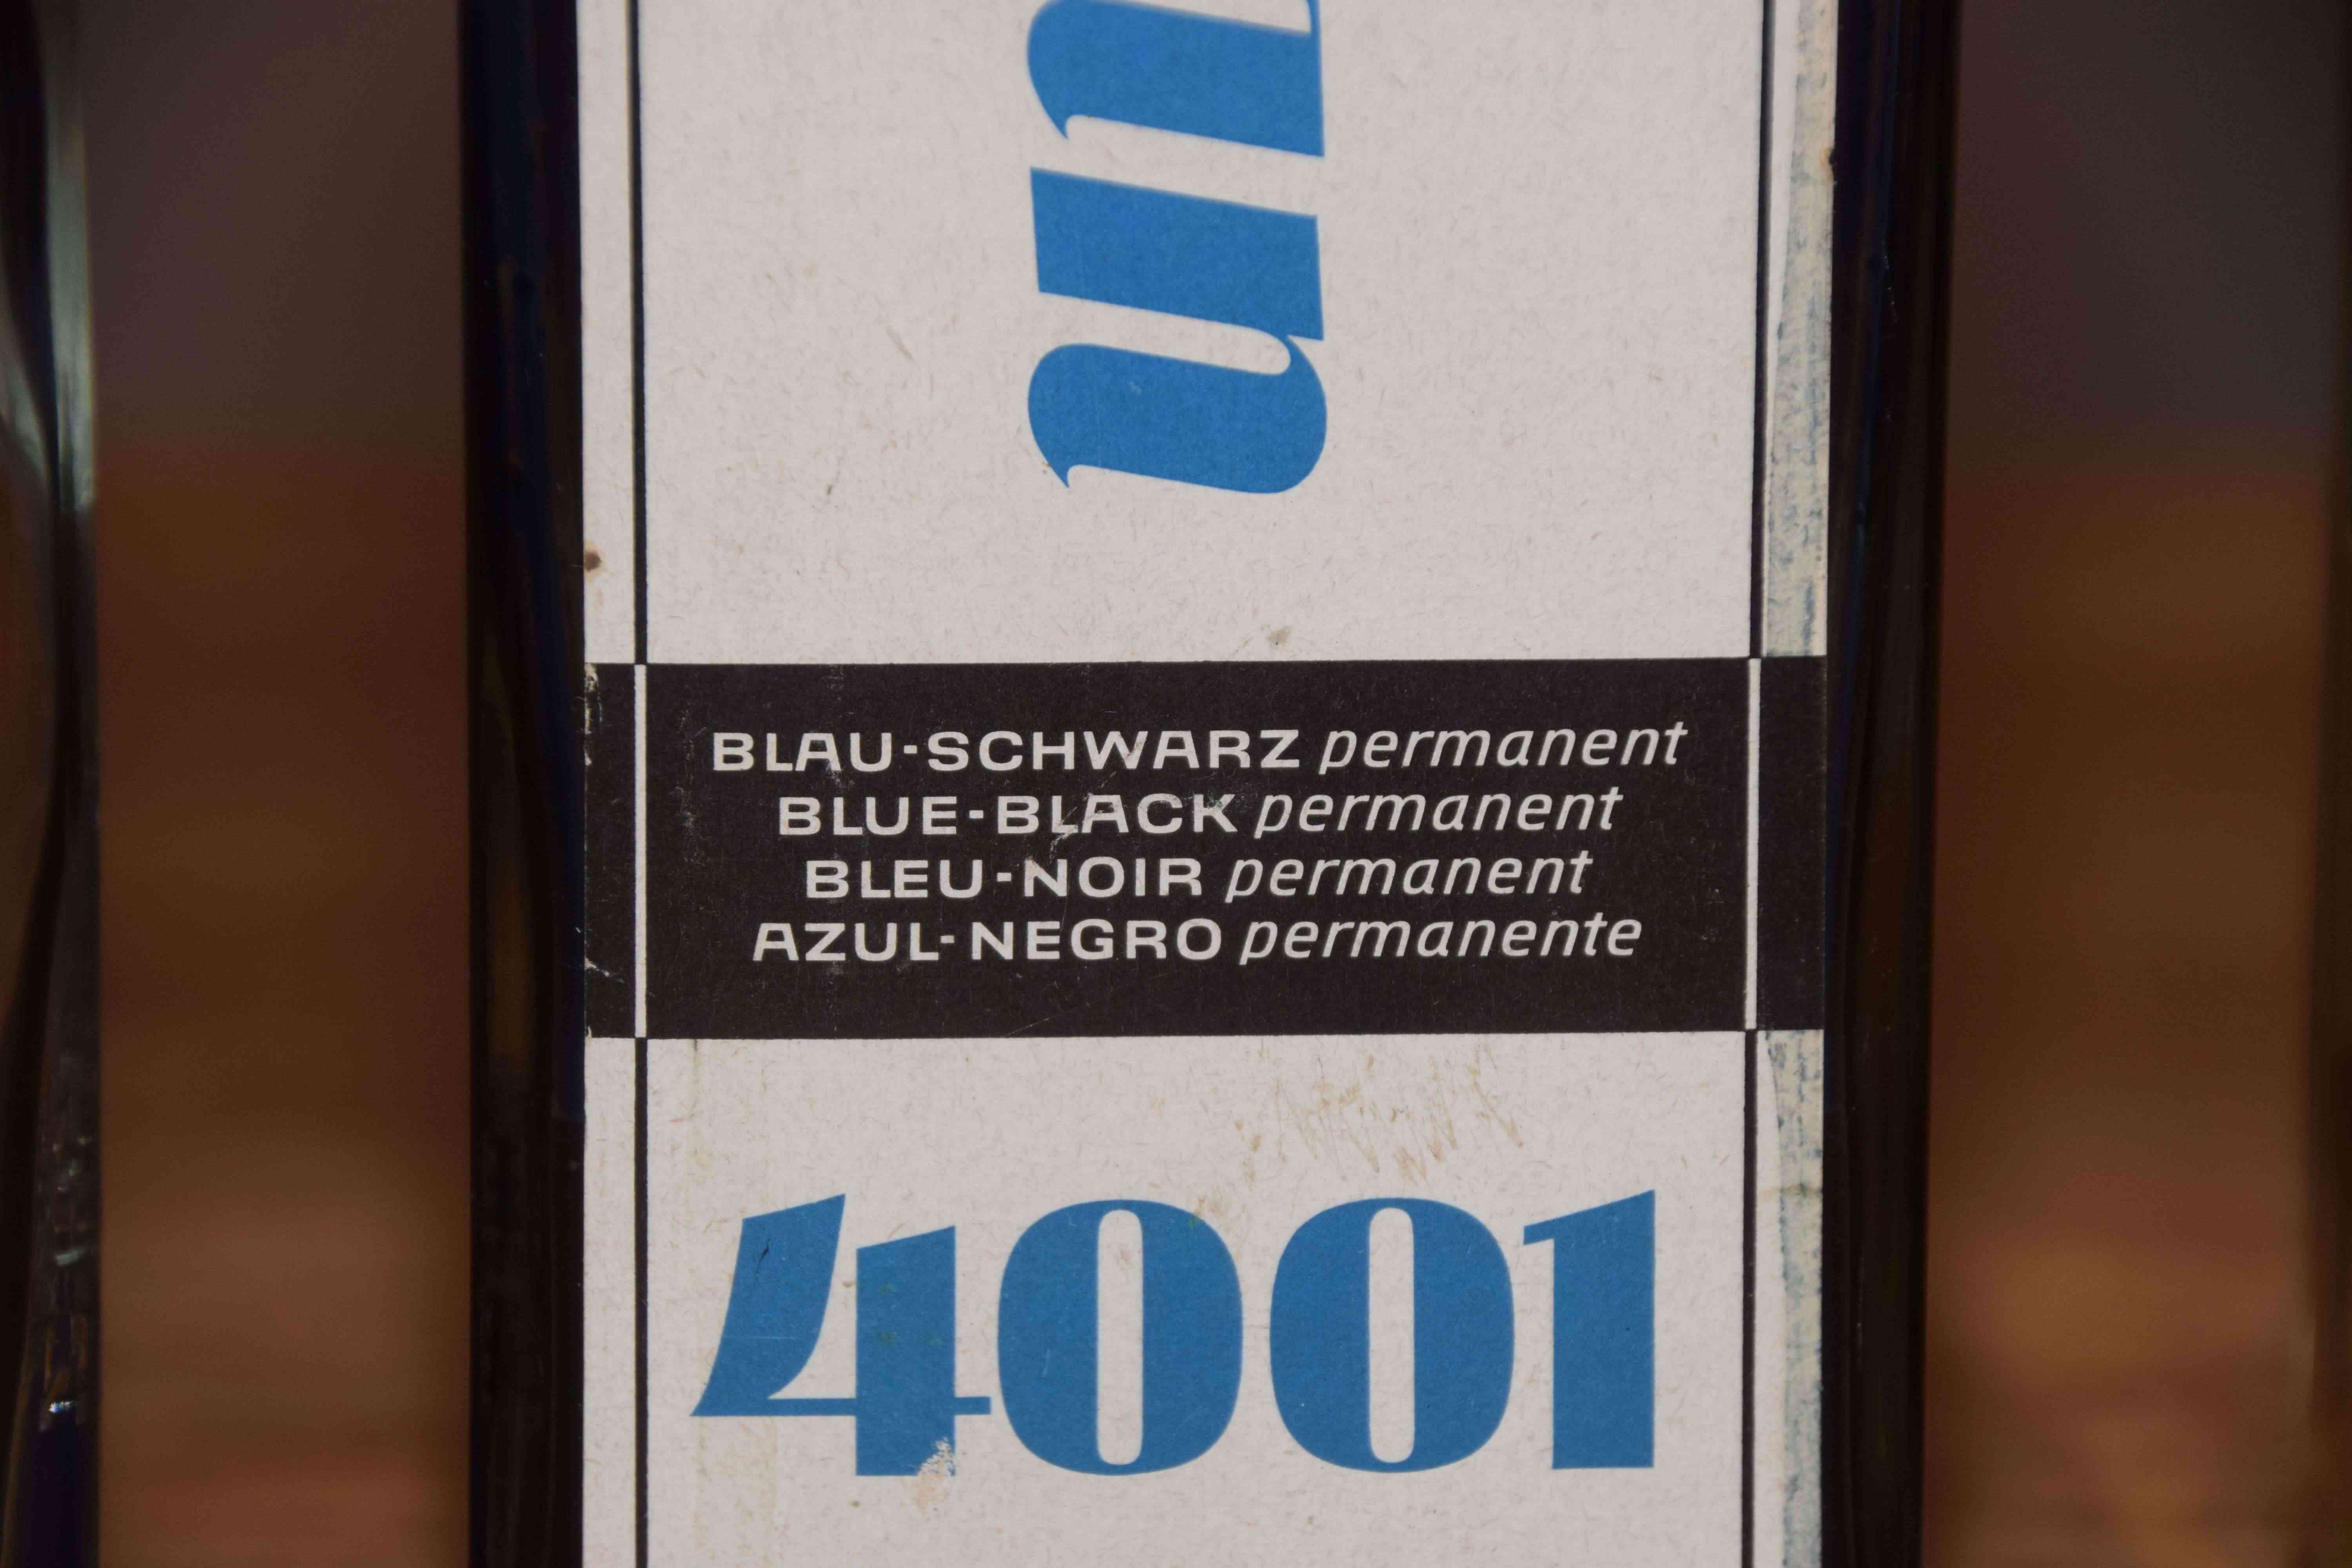 BLAU-SCHWARZ permanent
BLUE-BLACK permanent
BLEU-NOIR permanent
AZUL-NEGRO permanente
4001